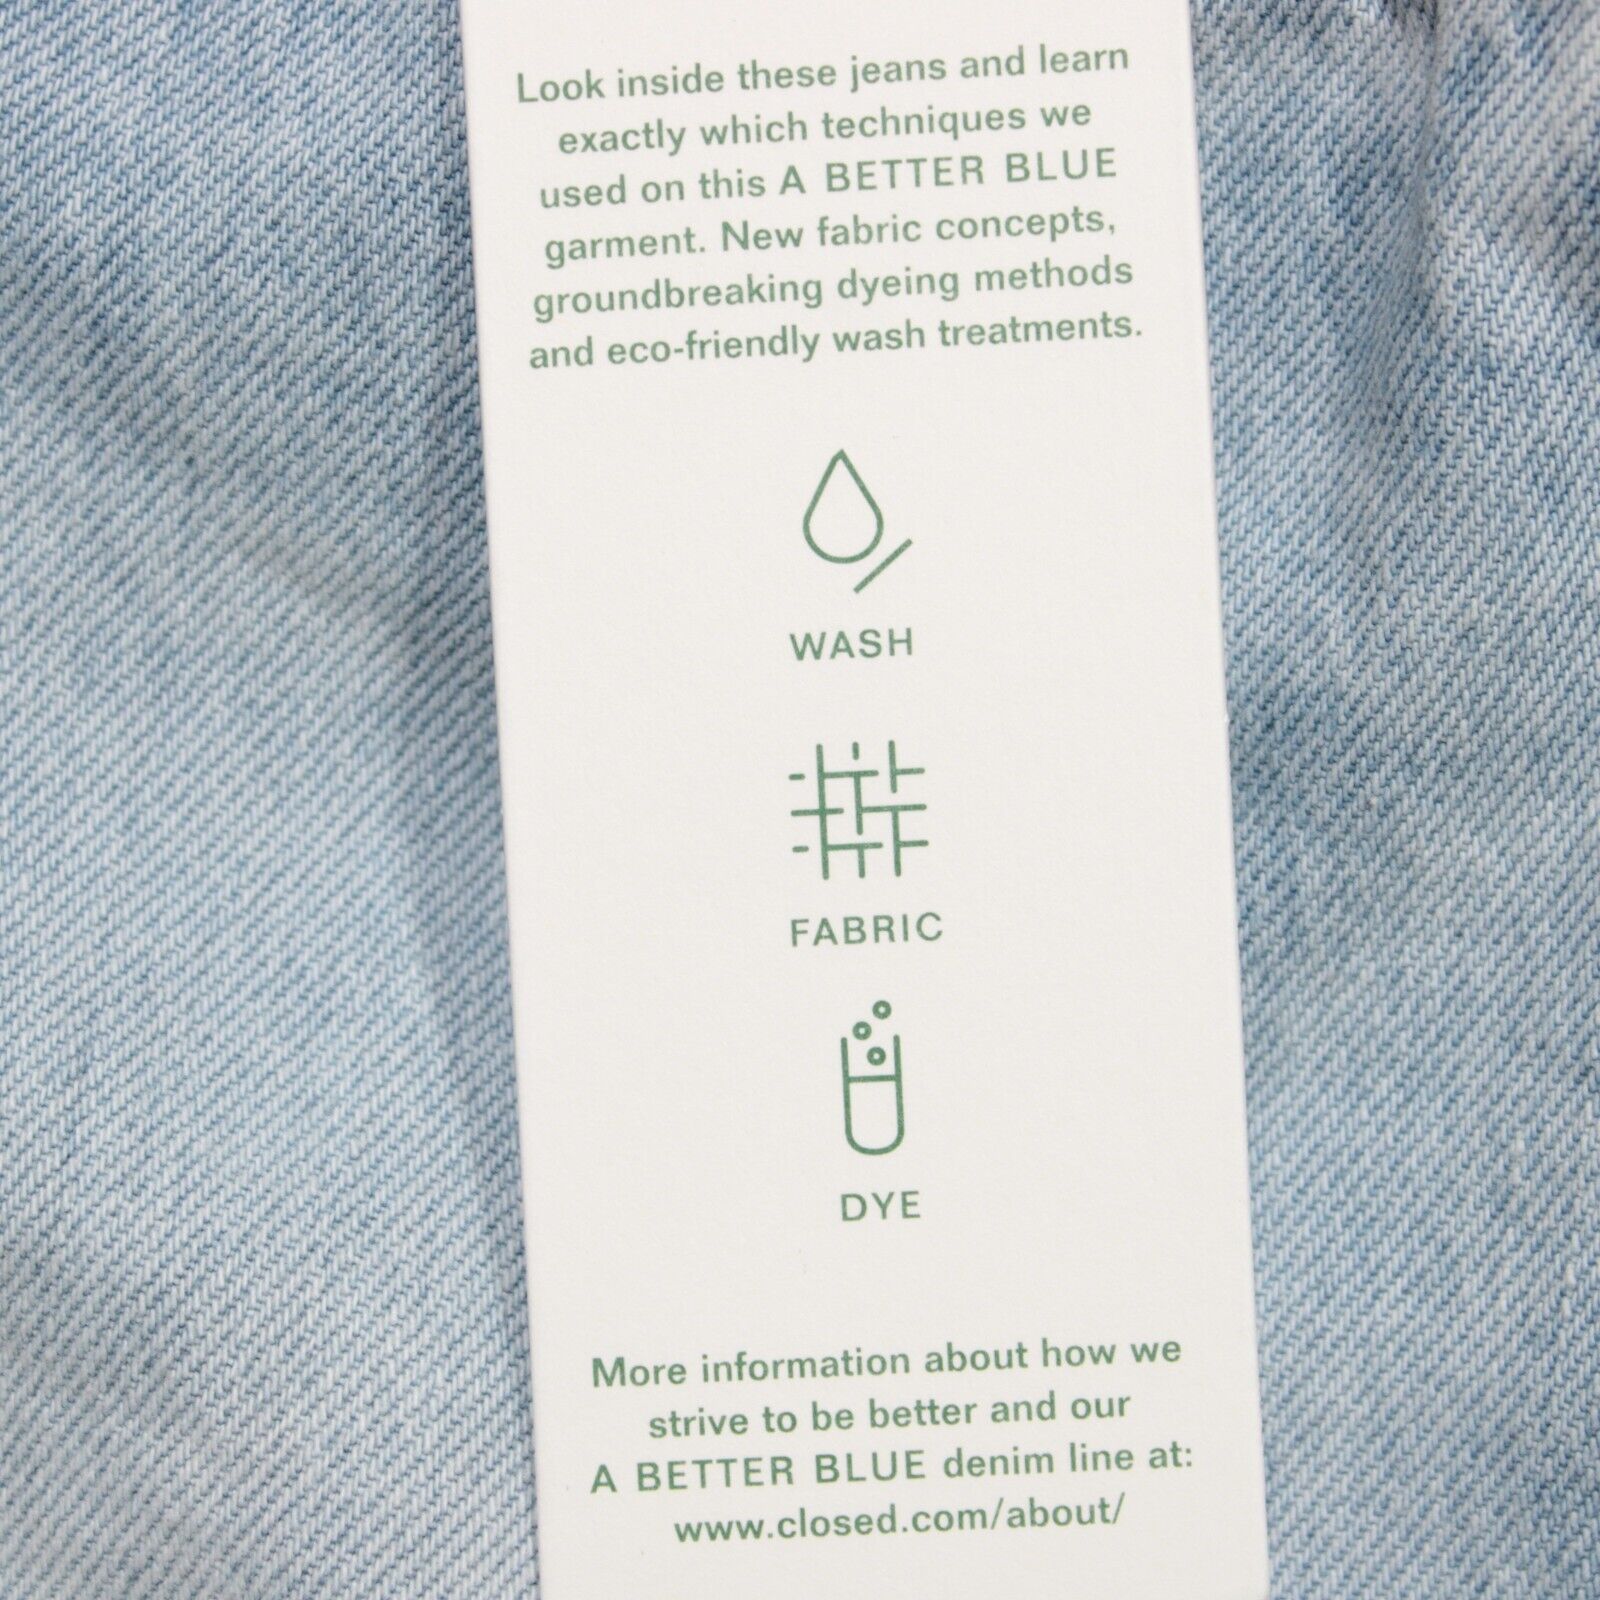 Look inside these jeans and learn
exactly which techniques we
used on this A BETTER BLUE
garment. New fabric concepts,
groundbreaking dyeing methods
and eco-friendly wash treatments.
WASH
FABRIC
DYE
More information about how we
strive to be better and our
A BETTER BLUE denim line at:
www.closed.com/about/